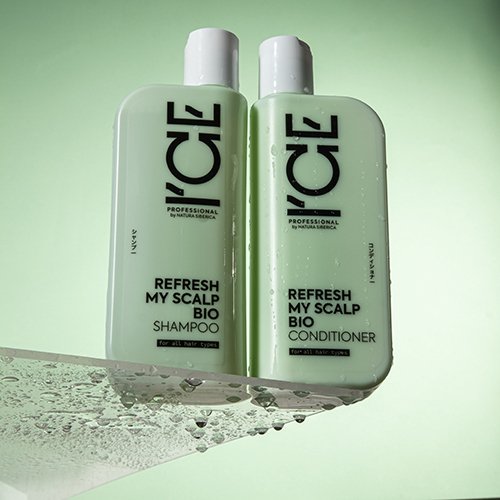 I'CE
PROFESSIONAL
by NATURA SIBERICA
シャンプー
REFRESH
MY SCALP
BIO
SHAMPOO
for all hair types
I'CE
PROFESSIONAL
by NATURA SIBERICA
コンディショナー
REFRESH
MY SCALP
BIO
CONDITIONER
for all hair types